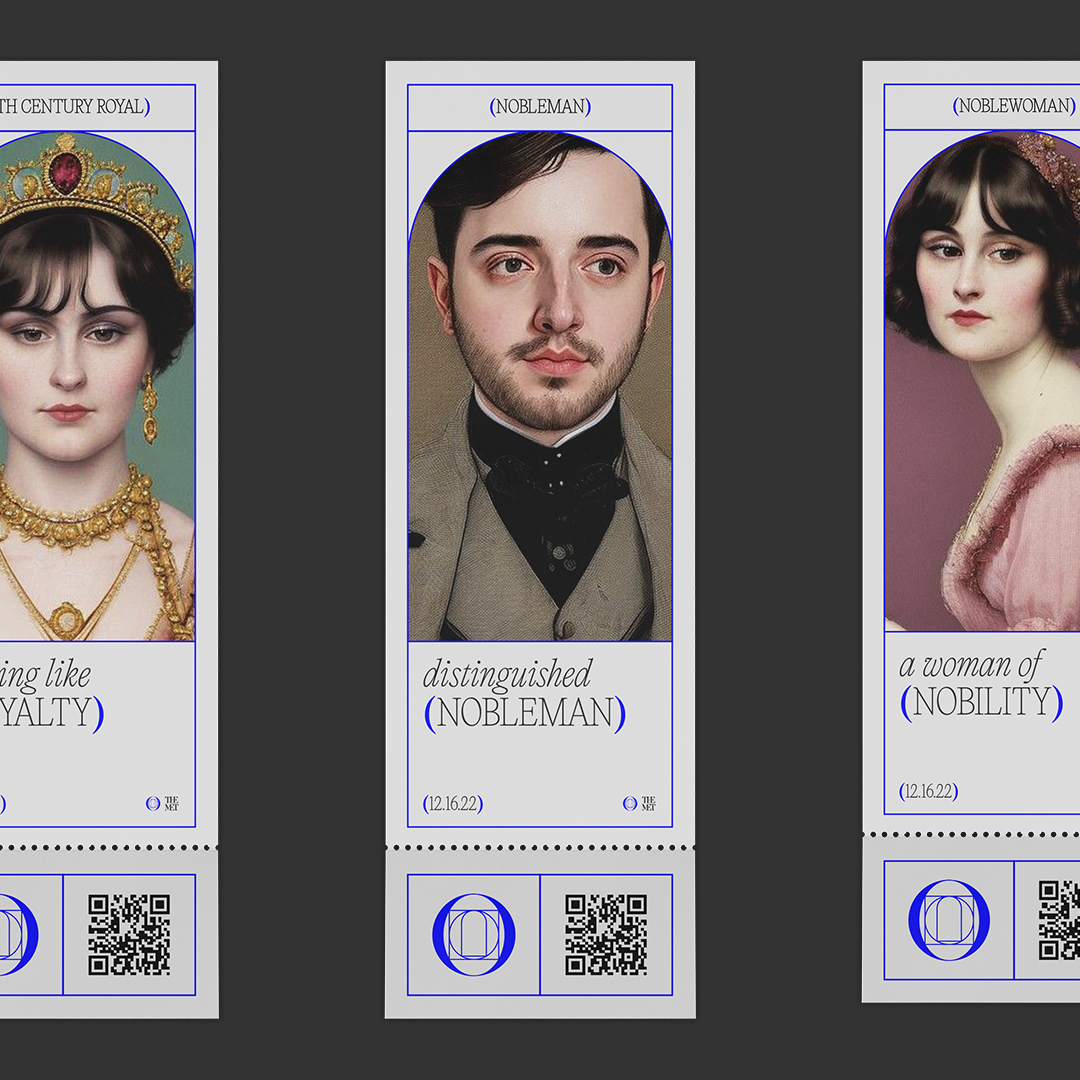 TH CENTURY ROYAL)
ing like
YALTY)
)
THE
MET
(NOBLEMAN)
distinguished
(NOBLEMAN)
(12.16.22)
THE
MET
(NOBLEWOMAN)
a woman of
(NOBILITY)
(12.16.22)